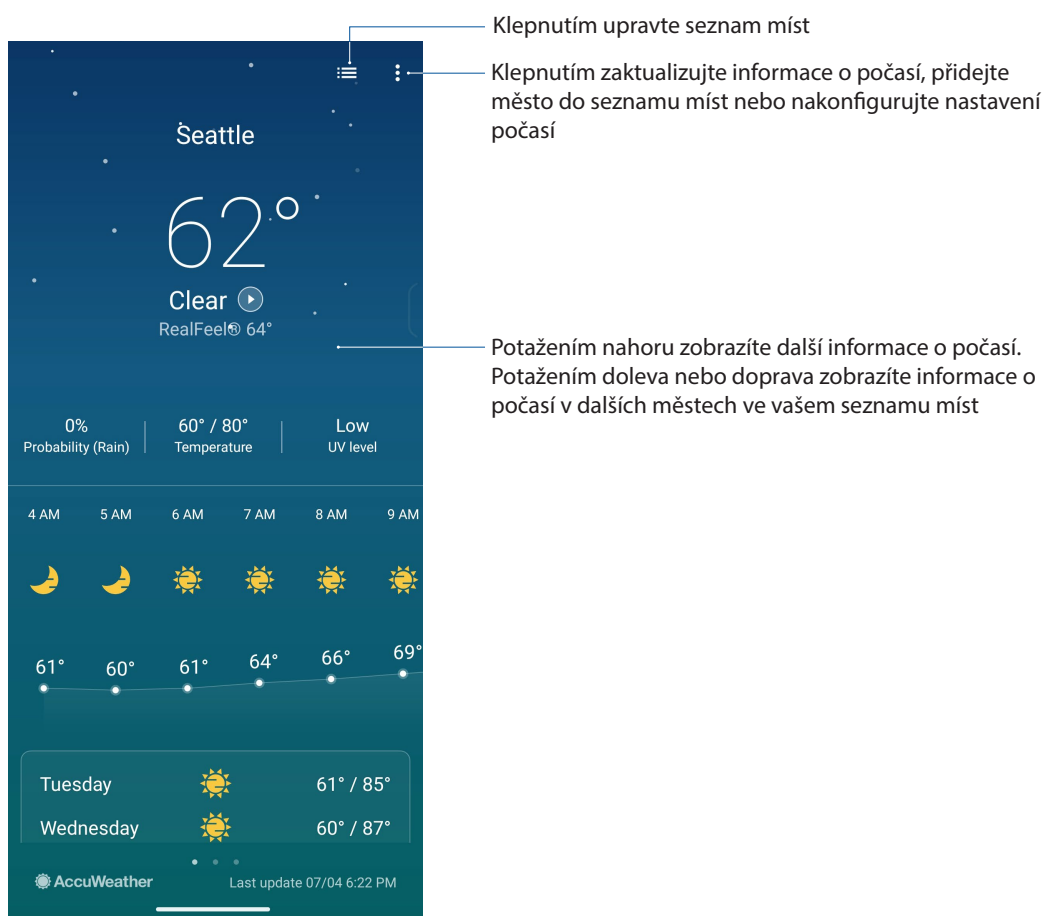 Klepnutím upravte seznam míst
Klepnutím zaktualizujte informace o počasí, přidejte
město do seznamu míst nebo nakonfigurujte nastavení
počasí
Seattle
62°
Clear
RealFeel® 64°
Potažením nahoru zobrazíte další informace o počasí.
Potažením doleva nebo doprava zobrazíte informace o
počasí v dalších městech ve vašem seznamu míst
0% 60° / 80° Low
Probability (Rain) Temperature UV level
4 AM 5 AM 6 AM 7 AM 8 AM 9 AM
61° 60° 61° 64° 66° 69°
Tuesday 61° / 85°
Wednesday 60° / 87°
AccuWeather Last update 07/04 6:22 PM